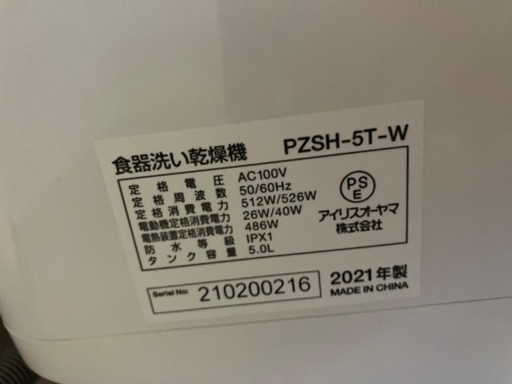 食器洗い乾燥機 PZSH-5T-W
定格電圧 AC100V
定格周波数 50/60Hz
定格消費電力 512W/526W
電動機定格消費電力 26W/40W
電熱装置定格消費電力 486W
防水等級 IPX1
タンク容量 5.0L
PS
E
アイリスオーヤマ
株式会社
Serial No: 210200216
2021年製
MADE IN CHINA